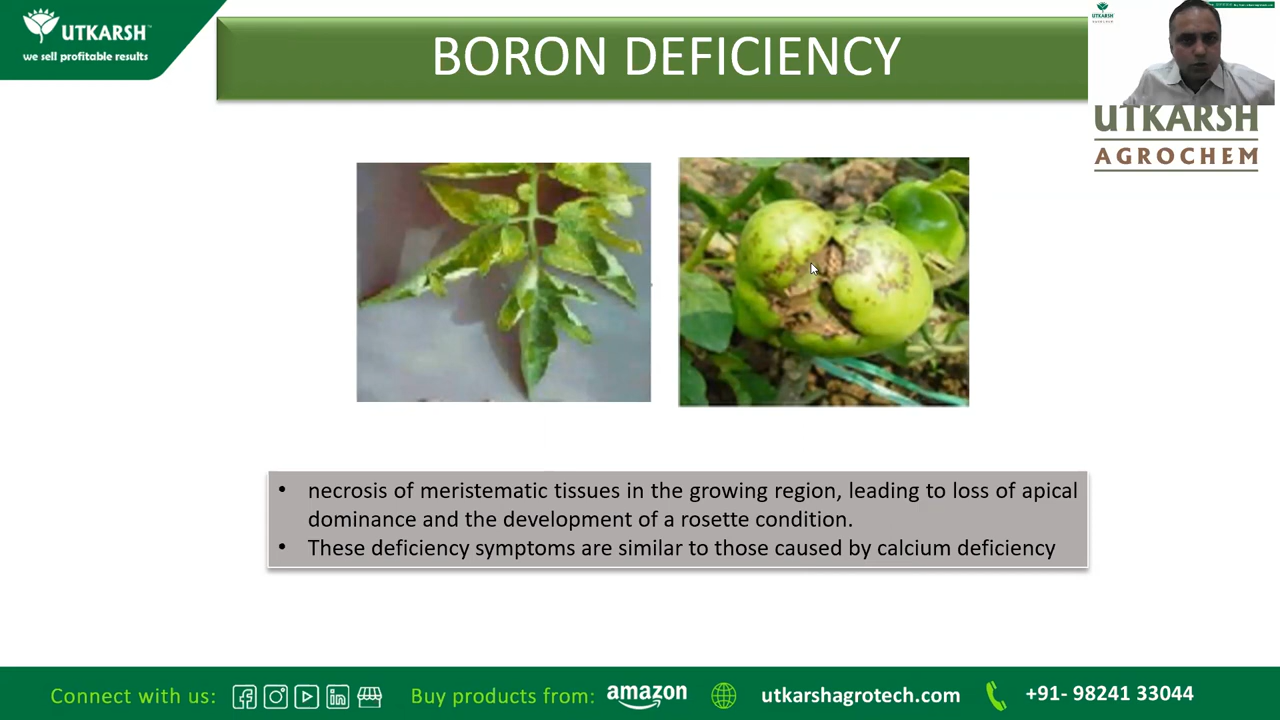 UTKARSH™
we sell profitable results
BORON DEFICIENCY
UTKARSH
AGROCHEM
• necrosis of meristematic tissues in the growing region, leading to loss of apical
dominance and the development of a rosette condition.
• These deficiency symptoms are similar to those caused by calcium deficiency
Connect with us:
Buy products from: amazon
utkarshagrotech.com
+91- 98241 33044